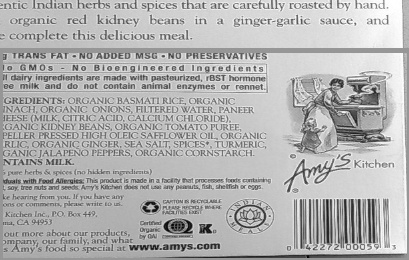 entic Indian herbs and spices that are carefully roasted by hand.
organic red kidney beans in a ginger-garlic sauce, and
e complete this delicious meal.
g TRANS FAT • NO ADDED MSG • NO PRESERVATIVES
No GMOs - No Bioengineered Ingredients
ll dairy ingredients are made with pasteurized, rBST hormone
ee milk and do not contain animal enzymes or rennet.
GREDIENTS: ORGANIC BASMATI RICE, ORGANIC
INACH, ORGANIC ONIONS, FILTERED WATER, PANEER
HEESE (MILK, CITRIC ACID, CALCIUM CHLORIDE),
RGANIC KIDNEY BEANS, ORGANIC TOMATO PUREE,
PELLER PRESSED HIGH OLEIC SAFFLOWER OIL, ORGANIC
RLIC, ORGANIC GINGER, SEA SALT, SPICES*, TURMERIC,
GANIC JALAPEÑO PEPPERS, ORGANIC CORNSTARCH.
NTAINS MILK.
pure herbs & spices (no hidden ingredients)
duals with Food Allergies: This product is made in a facility that processes foods containing
, soy, tree nuts and seeds. Amy's Kitchen does not use any peanuts, fish, shellfish or eggs.
ke hearing from you. If you have
ons or comments, please write to us.
Kitchen Inc., P.O. Box 449,
ma, CA 94953
out more about our products,
ompany, our family, and what
s Amy's food so special at www.amys.com
CARTON IS RECYCLABLE
PLEASE RECYCLE WHERE
FACILITIES EXIST
Certified
Organic
by QAI
K
INDIAN
MEALS
Amy's Kitchen
0 42272 00059 3